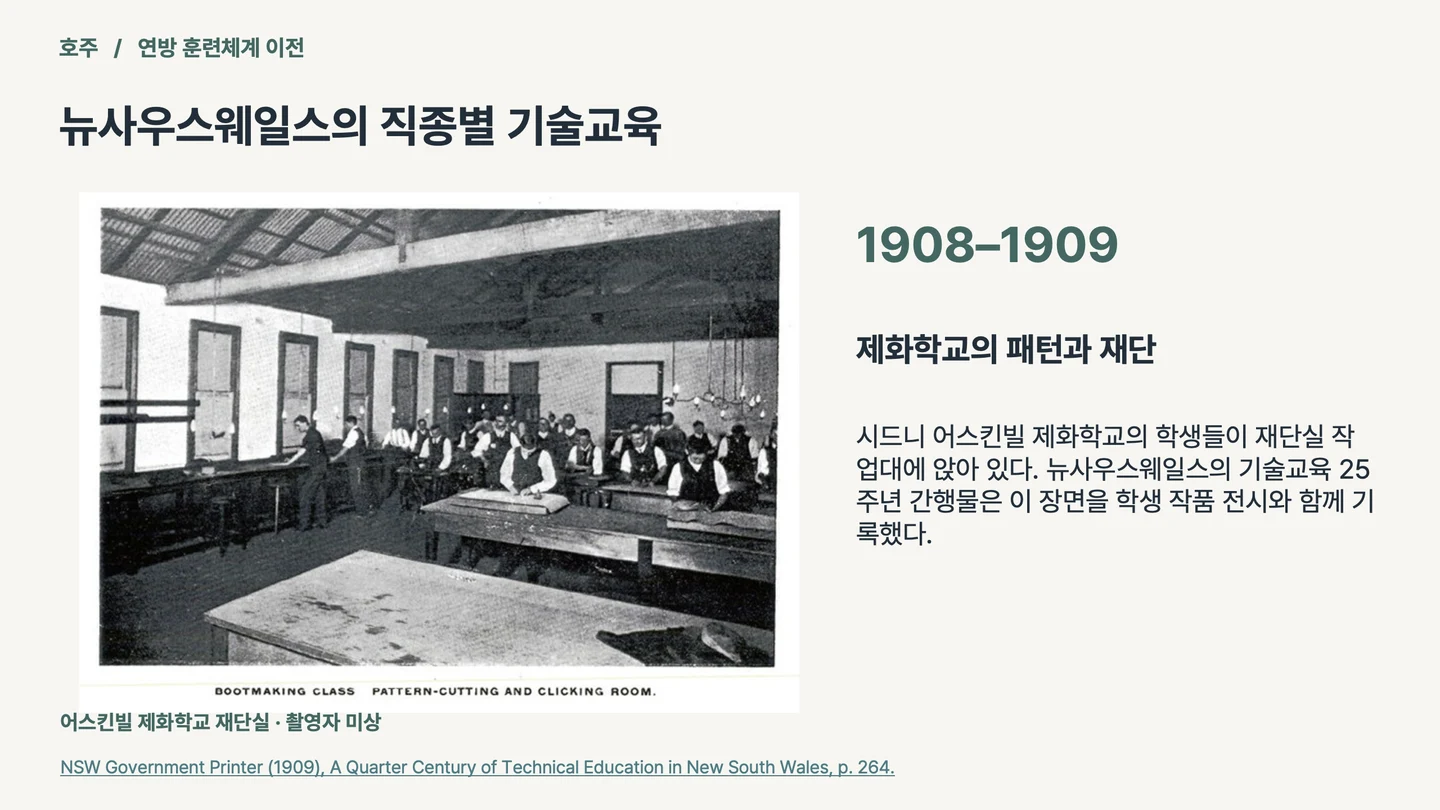 호주 / 연방 훈련체계 이전
뉴사우스웨일스의 직종별 기술교육
BOOTMAKING CLASS PATTERN-CUTTING AND CLICKING ROOM.
어스킨빌 제화학교 재단실 · 촬영자 미상
1908–1909
제화학교의 패턴과 재단
시드니 어스킨빌 제화학교의 학생들이 재단실 작
업대에 앉아 있다. 뉴사우스웨일스의 기술교육 25
주년 간행물은 이 장면을 학생 작품 전시와 함께 기
록했다.
NSW Government Printer (1909), A Quarter Century of Technical Education in New South Wales, p. 264.